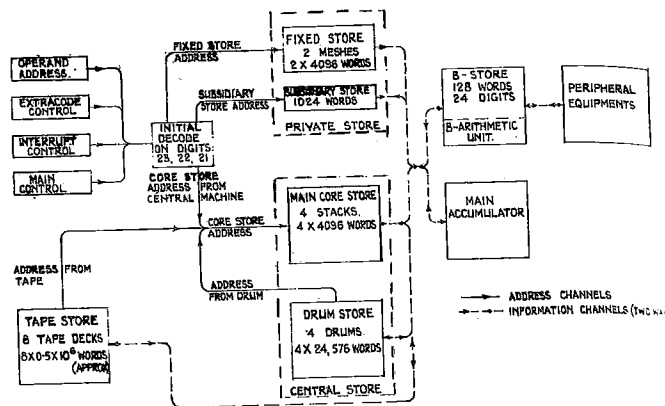 OPERAND
ADDRESS.
EXTRACODE
CONTROL
INTERRUPT
CONTROL
MAIN
CONTROL
FIXED STORE
ADDRESS
SUBSIDIARY
STORE ADDRESS
INITIAL
DECODE
ON DIGITS:
23, 22, 21
CORE STORE
ADDRESS FROM
CENTRAL MACHINE
FIXED STORE
2 MESHES
2 X 4096 WORDS
SUBSIDIARY STORE
1024 WORDS
PRIVATE STORE
B-STORE
128
WORDS
24 DIGITS
B-ARITHMETIC
UNIT.
PERIPHERAL
EQUIPMENTS
MAIN
ACCUMULATOR
CORE STORE
ADDRESS
MAIN CORE STORE
4 STACKS,
4 X 4096 WORDS
ADDRESS FROM
TAPE
ADDRESS
FROM DRUM
TAPE STORE
8 TAPE DECKS
8X0·5X10⁶ WORDS
(APPROX)
DRUM STORE
4 DRUMS.
4 X 24,576 WORDS
CENTRAL STORE
ADDRESS CHANNELS
INFORMATION CHANNELS (TWO WA